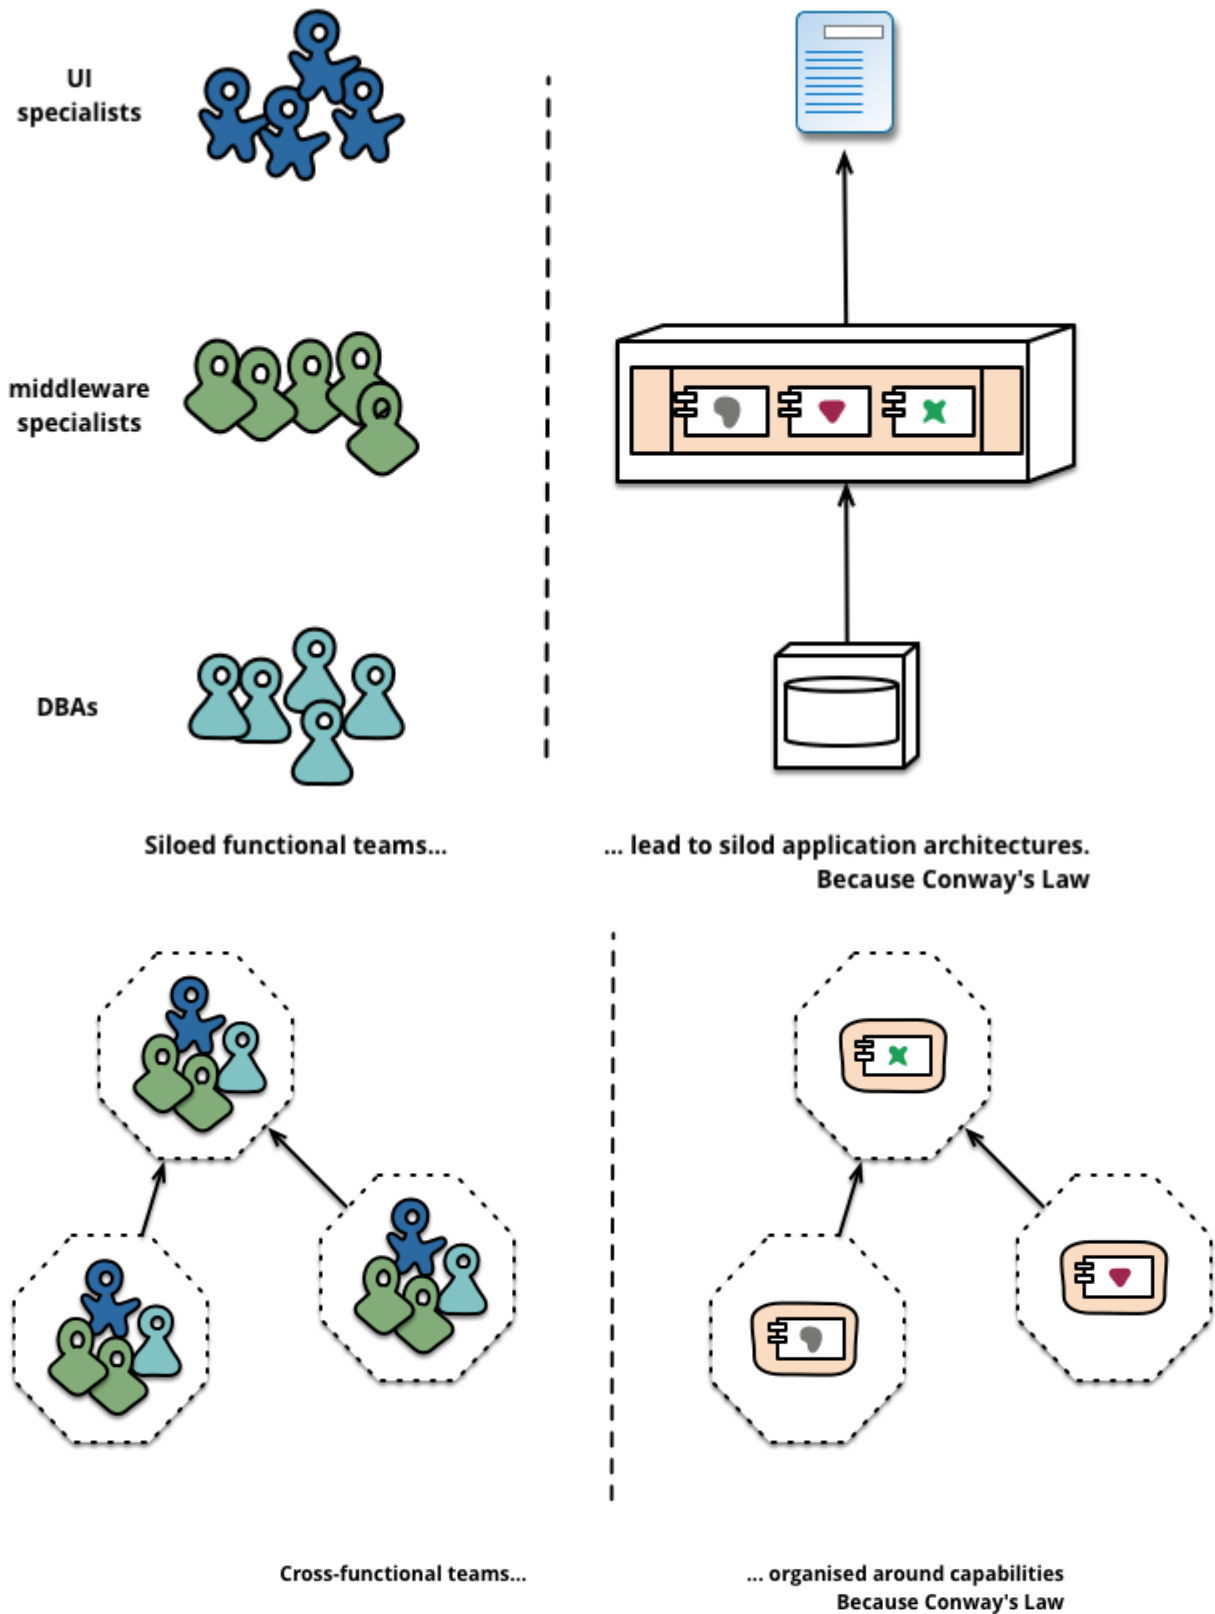 UI
specialists
middleware
specialists
DBAs
Siloed functional teams...
... lead to silod application architectures.
Because Conway's Law
Cross-functional teams...
... organised around capabilities
Because Conway's Law